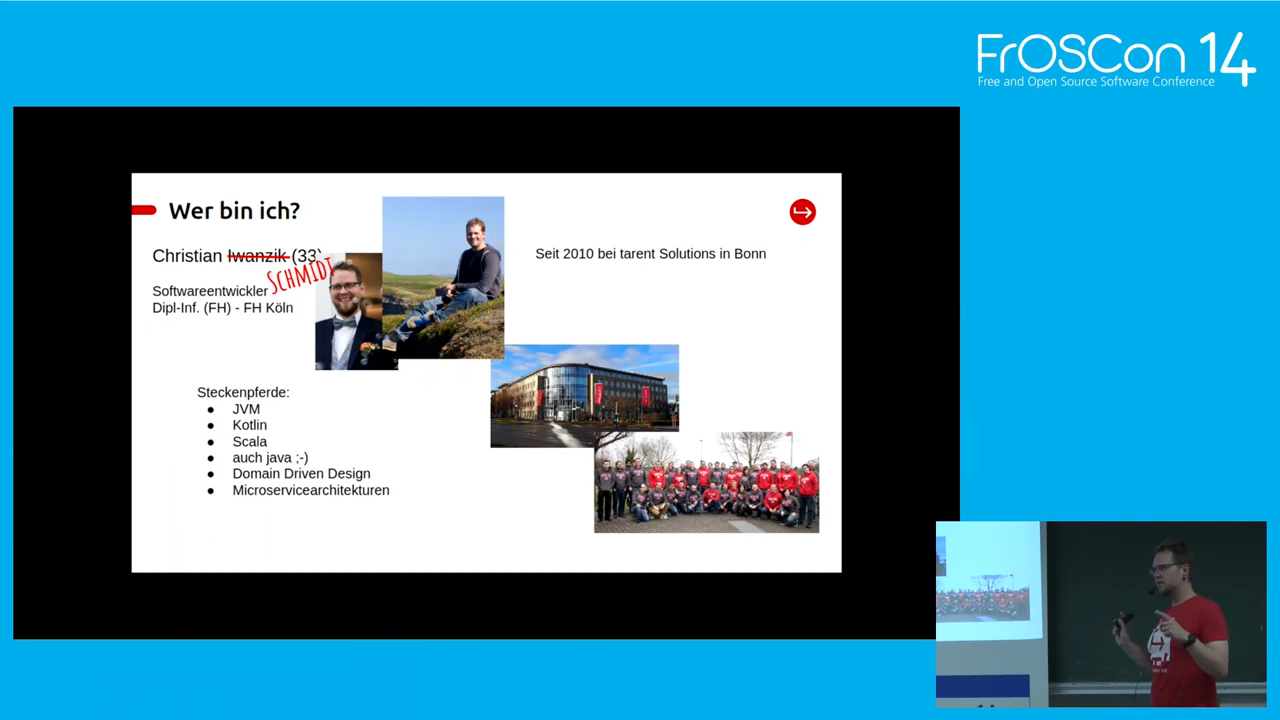 FrOSCon 14
Free and Open Source Software Conference
Wer bin ich?
Christian Iwanzik (33)
SCHMIDT
Softwareentwickler
Dipl-Inf. (FH) - FH Köln
Seit 2010 bei tarent Solutions in Bonn
Steckenpferde:
● JVM
● Kotlin
● Scala
● auch java ;-)
● Domain Driven Design
● Microservicearchitekturen